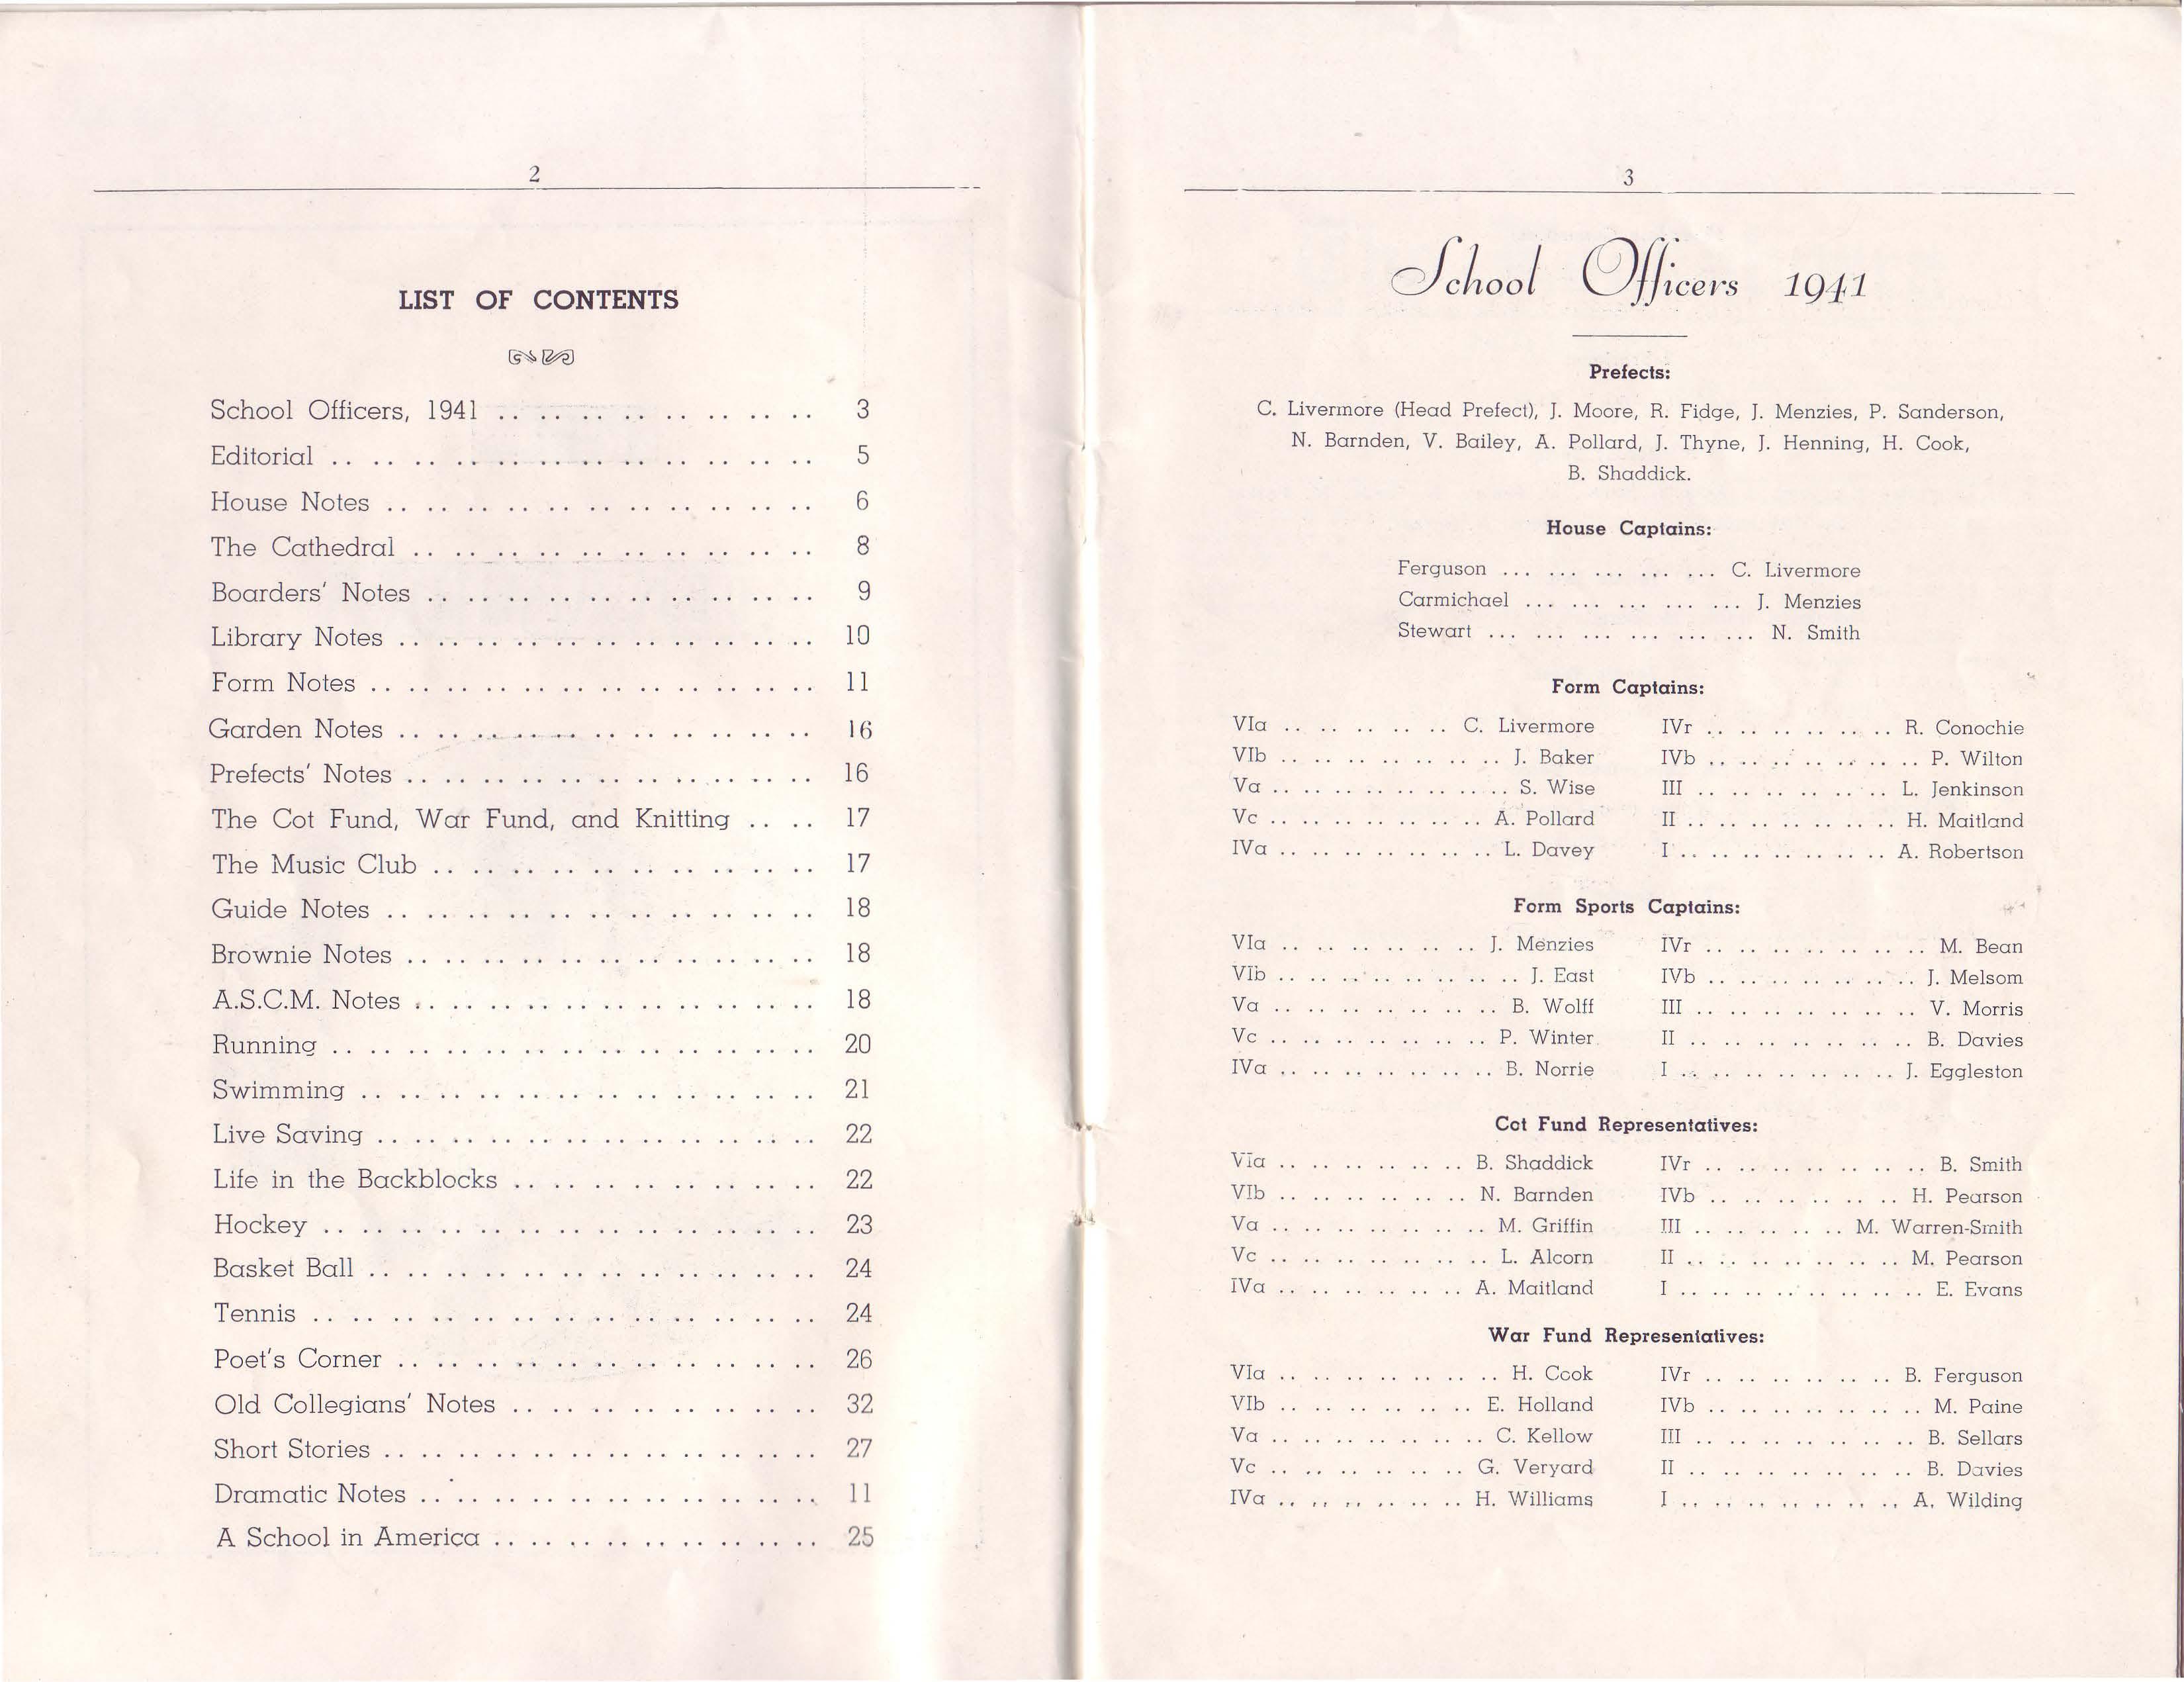 2
LIST OF CONTENTS
School Officers, 1941 .. .. .. .. .. .. .. .. 3
Editorial .. .. .. .. .. .. .. .. .. .. .. .. 5
House Notes .. .. .. .. .. .. .. .. .. .. .. 6
The Cathedral .. .. .. .. .. .. .. .. .. .. 8
Boarders' Notes .. .. .. .. .. .. .. .. .. .. 9
Library Notes .. .. .. .. .. .. .. .. .. .. .. 10
Form Notes .. .. .. .. .. .. .. .. .. .. .. .. 11
Garden Notes .. .. .. .. .. .. .. .. .. .. .. 16
Prefects' Notes .. .. .. .. .. .. .. .. .. .. .. 16
The Cot Fund, War Fund, and Knitting .. .. 17
The Music Club .. .. .. .. .. .. .. .. .. .. 17
Guide Notes .. .. .. .. .. .. .. .. .. .. .. 18
Brownie Notes .. .. .. .. .. .. .. .. .. .. .. 18
A.S.C.M. Notes .. .. .. .. .. .. .. .. .. .. .. 18
Running .. .. .. .. .. .. .. .. .. .. .. .. .. 20
Swimming .. .. .. .. .. .. .. .. .. .. .. .. 21
Live Saving .. .. .. .. .. .. .. .. .. .. .. .. 22
Life in the Backblocks .. .. .. .. .. .. .. .. 22
Hockey .. .. .. .. .. .. .. .. .. .. .. .. .. 23
Basket Ball .. .. .. .. .. .. .. .. .. .. .. .. 24
Tennis .. .. .. .. .. .. .. .. .. .. .. .. .. 24
Poet's Corner .. .. .. .. .. .. .. .. .. .. .. 26
Old Collegians' Notes .. .. .. .. .. .. .. .. 32
Short Stories .. .. .. .. .. .. .. .. .. .. .. 27
Dramatic Notes .. .. .. .. .. .. .. .. .. .. 11
A School in America .. .. .. .. .. .. .. .. .. 25
3
School Officers 1941
Prefects:
C. Livermore (Head Prefect), J. Moore, R. Fidge, J. Menzies, P. Sanderson,
N. Barnden, V. Bailey, A. Pollard, J. Thyne, J. Henning, H. Cook,
B. Shaddick.
House Captains:
Ferguson ... ... ... ... ... ... C. Livermore
Carmichael ... ... ... ... ... ... J. Menzies
Stewart ... ... ... ... ... ... ... N. Smith
Form Captains:
VIa .. .. .. .. .. .. C. Livermore IVr .. .. .. .. .. .. .. R. Conochie
VIb .. .. .. .. .. .. .. .. J. Baker IVb .. .. .. .. .. .. .. .. P. Wilton
Va .. .. .. .. .. .. .. .. .. S. Wise III .. .. .. .. .. .. .. L. Jenkinson
Vc .. .. .. .. .. .. .. .. A. Pollard II .. .. .. .. .. .. .. .. H. Maitland
IVa .. .. .. .. .. .. .. .. L. Davey I .. .. .. .. .. .. .. .. A. Robertson
Form Sports Captains:
VIa .. .. .. .. .. .. .. J. Menzies IVr .. .. .. .. .. .. .. .. M. Bean
VIb .. .. .. .. .. .. .. .. .. J. East IVb .. .. .. .. .. .. .. .. J. Melsom
Va .. .. .. .. .. .. .. .. B. Wolff III .. .. .. .. .. .. .. .. .. V. Morris
Vc .. .. .. .. .. .. .. .. P. Winter II .. .. .. .. .. .. .. .. .. B. Davies
IVa .. .. .. .. .. .. .. .. B. Norrie I .. .. .. .. .. .. .. .. J. Eggleston
Cot Fund Representatives:
VIa .. .. .. .. .. .. .. B. Shaddick IVr .. .. .. .. .. .. .. .. B. Smith
VIb .. .. .. .. .. .. .. N. Barnden IVb .. .. .. .. .. .. .. H. Pearson
Va .. .. .. .. .. .. .. .. M. Griffin III .. .. .. .. .. .. M. Warren-Smith
Vc .. .. .. .. .. .. .. .. L. Alcorn II .. .. .. .. .. .. .. .. M. Pearson
IVa .. .. .. .. .. .. .. A. Maitland I .. .. .. .. .. .. .. .. .. E. Evans
War Fund Representatives:
VIa .. .. .. .. .. .. .. .. H. Cook IVr .. .. .. .. .. .. .. B. Ferguson
VIb .. .. .. .. .. .. .. E. Holland IVb .. .. .. .. .. .. .. .. M. Paine
Va .. .. .. .. .. .. .. .. C. Kellow III .. .. .. .. .. .. .. .. B. Sellars
Vc .. .. .. .. .. .. .. G. Veryard II .. .. .. .. .. .. .. .. .. B. Davies
IVa .. .. .. .. .. .. .. H. Williams I .. .. .. .. .. .. .. .. A. Wilding